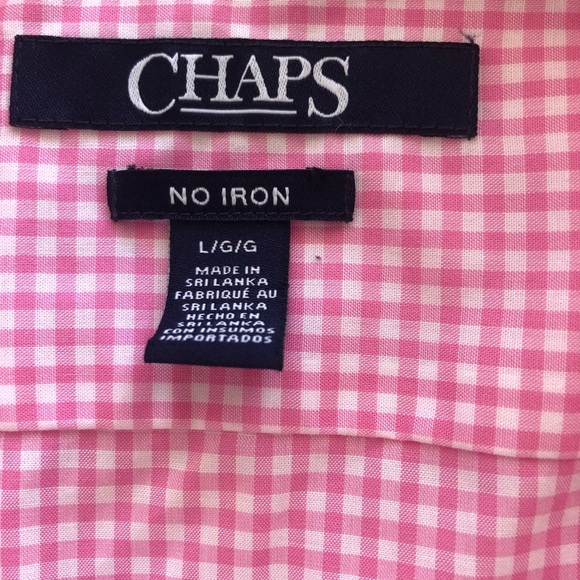 CHAPS
NO IRON
L/G/G
MADE IN
SRI LANKA
FABRIQUÉ AU
SRI LANKA
HECHO EN
SRI LANKA
CON INSUMOS
IMPORTADOS